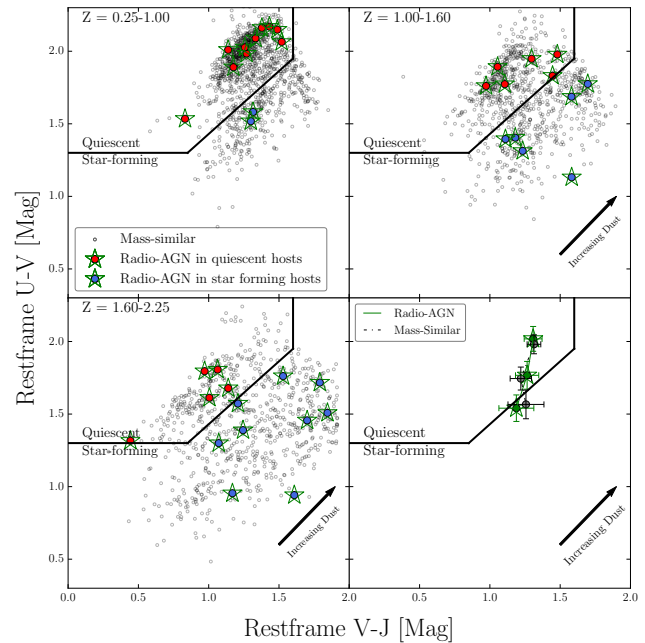 Z = 0.25-1.00
Z = 1.00-1.60
2.0
1.5
1.0
0.5
Quiescent
Star-forming
Quiescent
Star-forming
Mass-similar
Radio-AGN in quiescent hosts
Radio-AGN in star forming hosts
Increasing Dust
Restframe U-V [Mag]
Z = 1.60-2.25
Radio-AGN
Mass-Similar
2.0
1.5
1.0
0.5
Quiescent
Star-forming
Quiescent
Star-forming
Increasing Dust
Increasing Dust
0.0 0.5 1.0 1.5 2.0 0.5 1.0 1.5 2.0
Restframe V-J [Mag]